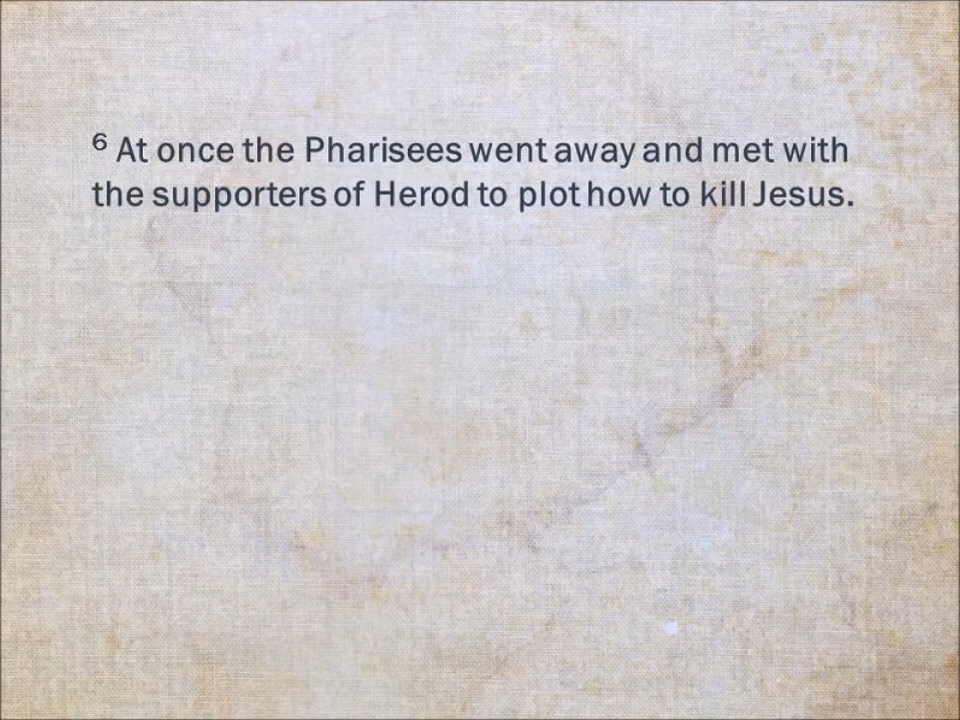 ⁶ At once the Pharisees went away and met with
the supporters of Herod to plot how to kill Jesus.